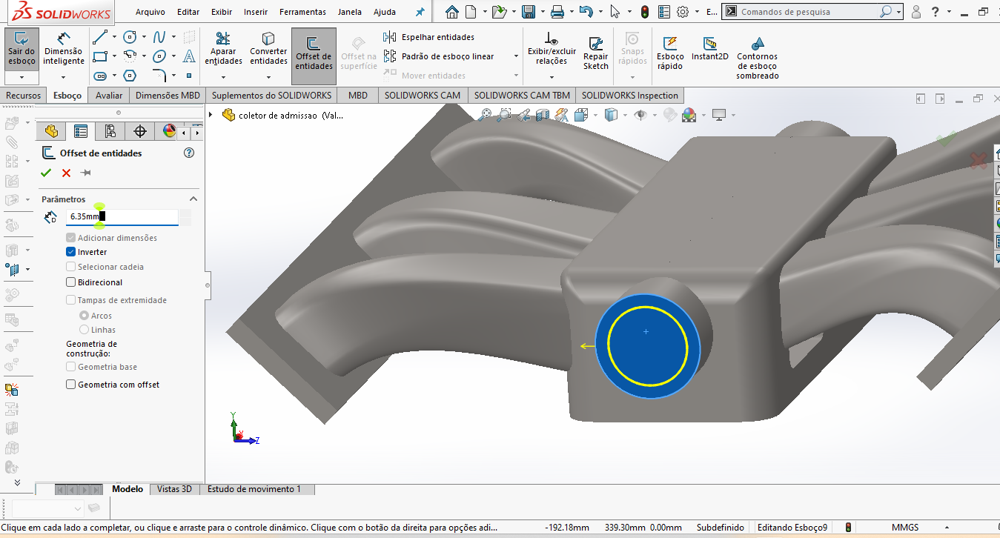 SOLIDWORKS
Arquivo Editar Exibir Inserir Ferramentas Janela Ajuda
E...
Comandos de pesquisa
?
Sair do esboço
Dimensão inteligente
Aparar entidades
Converter entidades
Offset de entidades
Offset na superfície
Espelhar entidades
Padrão de esboço linear
Mover entidades
Exibir/excluir relações
Repair Sketch
Snaps rápidos
Esboço rápido
Instant2D
Contornos de esboço sombreado
Recursos Esboço Avaliar Dimensões MBD Suplementos do SOLIDWORKS MBD SOLIDWORKS CAM SOLIDWORKS CAM TBM SOLIDWORKS Inspection
coletor de admissao (Val...
Offset de entidades
?
Parâmetros
6.35mm
Adicionar dimensões
Inverter
Selecionar cadeia
Bidirecional
Tampas de extremidade
Arcos
Linhas
Geometria de
construção:
Geometria base
Geometria com offset
Y
Z
Modelo Vistas 3D Estudo de movimento 1
Clique em cada lado a completar, ou clique e arraste para o controle dinâmico. Clique com o botão da direita para opções adi... -192.18mm 339.30mm 0.00mm Subdefinido Editando Esboço9 MMGS